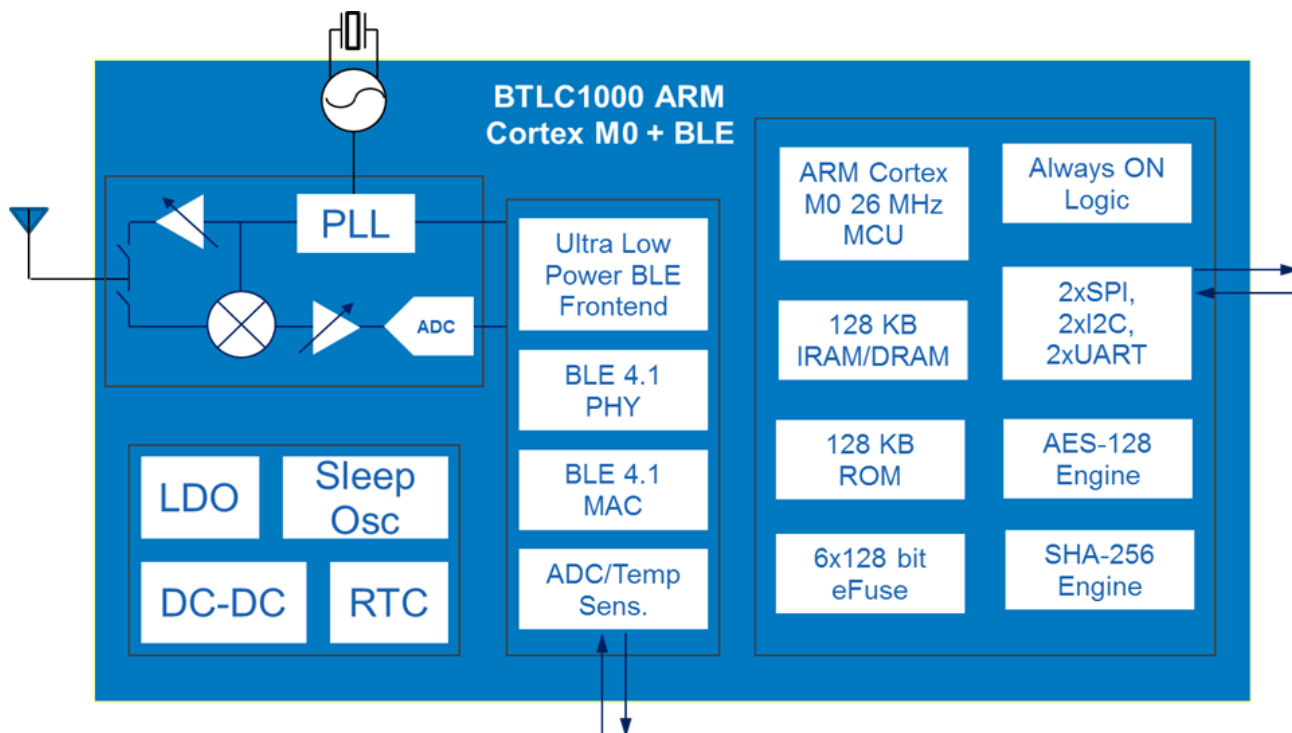 BTLC1000 ARM
Cortex M0 + BLE
PLL
ADC
Ultra Low
Power BLE
Frontend
BLE 4.1
PHY
BLE 4.1
MAC
ADC/Temp
Sens.
LDO
Sleep
Osc
DC-DC
RTC
ARM Cortex
M0 26 MHz
MCU
Always ON
Logic
128 KB
IRAM/DRAM
2xSPI,
2xI2C,
2xUART
128 KB
ROM
AES-128
Engine
6x128 bit
eFuse
SHA-256
Engine